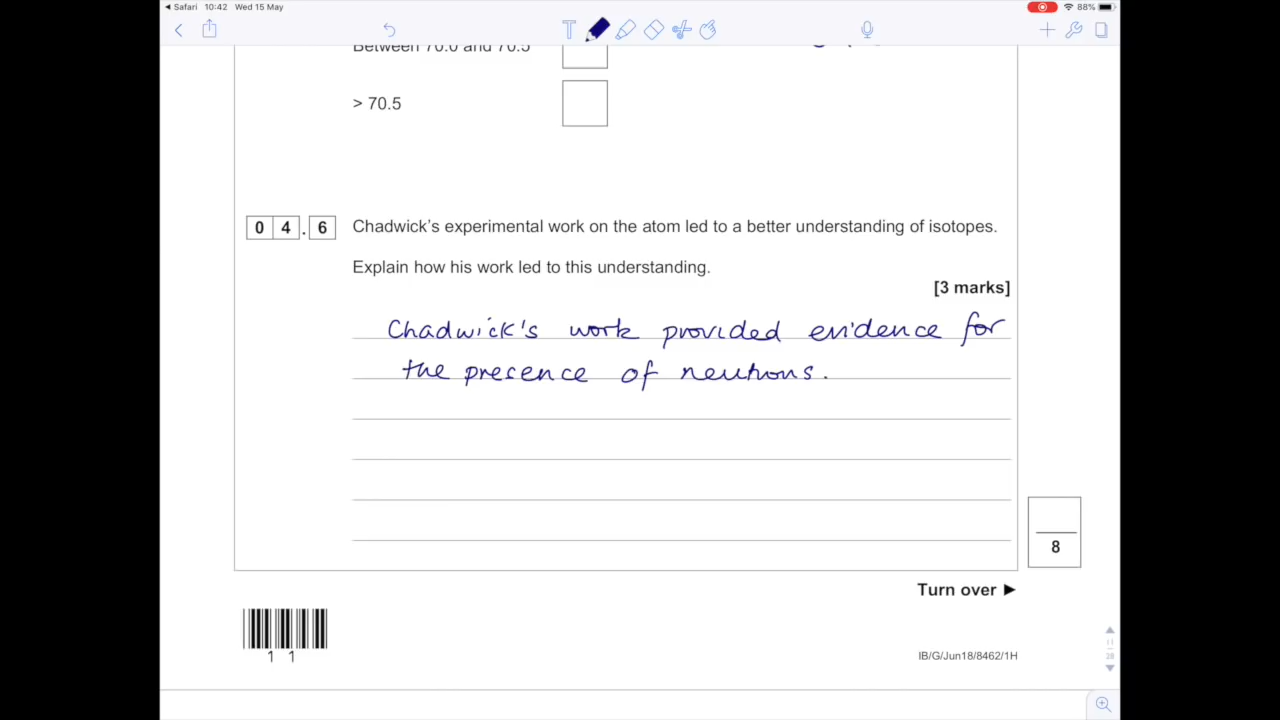 Safari 10:42 Wed 15 May 88%
T
Between 70.0 and 70.5
> 70.5
0 4 . 6 Chadwick's experimental work on the atom led to a better understanding of isotopes.
Explain how his work led to this understanding.
[3 marks]
Chadwick's work provided evidence for
the presence of neutrons.
8
Turn over
1 1
IB/G/Jun18/8462/1H
11
28